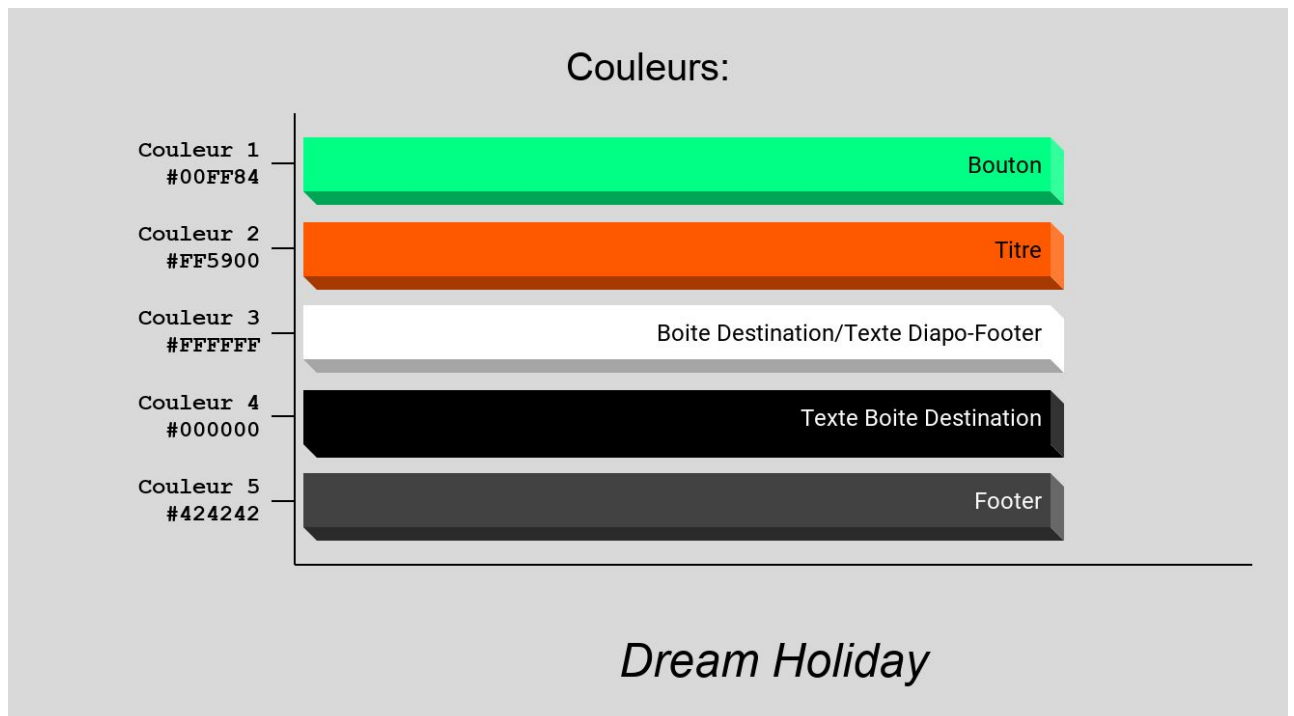 Couleurs:
Couleur 1
#00FF84
Bouton
Couleur 2
#FF5900
Titre
Couleur 3
#FFFFFF
Boite Destination/Texte Diapo-Footer
Couleur 4
#000000
Texte Boite Destination
Couleur 5
#424242
Footer
Dream Holiday